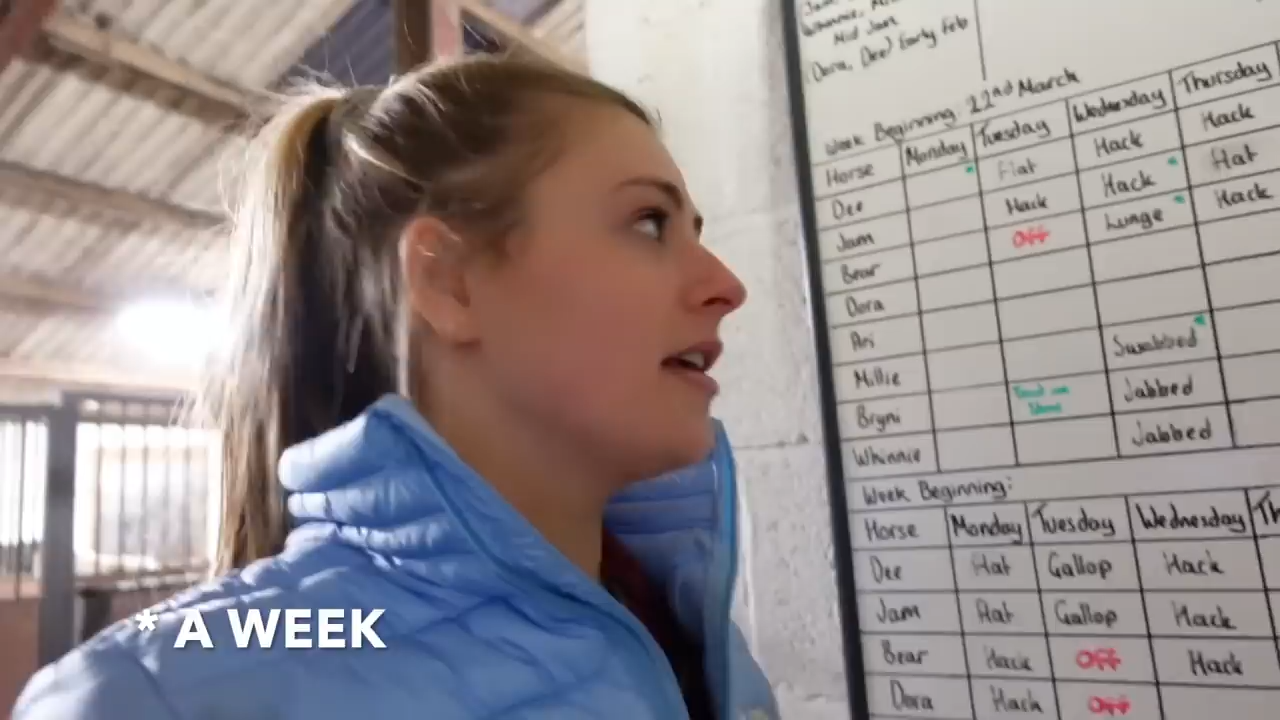 Mid Jan
Dora, Dee? Early Feb
Week Beginning: 22nd March
Horse Monday Tuesday Wednesday Thursday
Dee Flat Hack Hack
Jam Hack Hack Flat
Bear Off Lunge Hack
Dora
Ari
Millie Swabbed
Bryni Jabbed
Whinnie Jabbed
Week Beginning:
Horse Monday Tuesday Wednesday Th
Dee Flat Gallop Hack
Jam Flat Gallop Hack
Bear Hack Off Hack
Dora Hack Off
* A WEEK